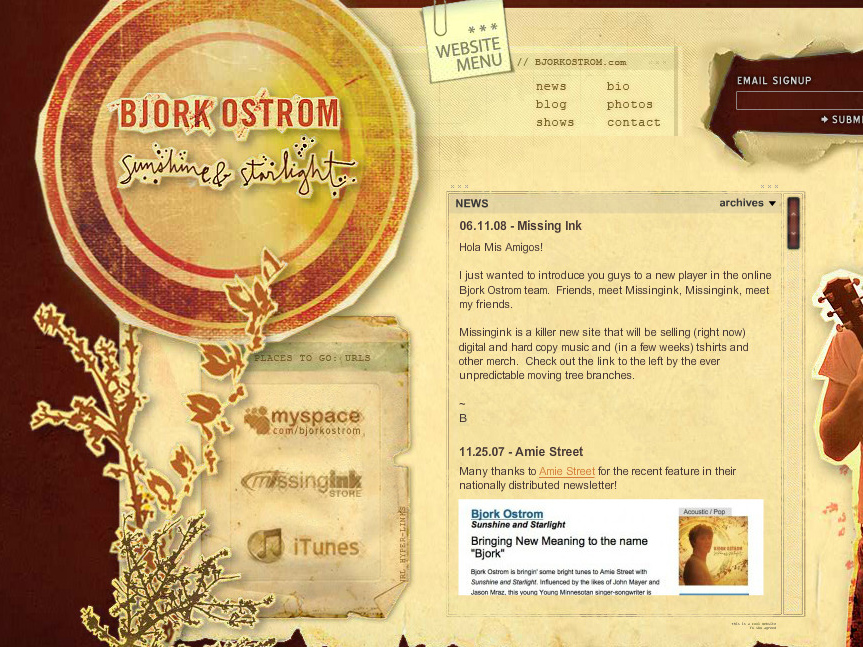 BJORK OSTROM
Sunshine & Starlight
***
WEBSITE
MENU
// BJORKOSTROM.com
news bio
blog photos
shows contact
EMAIL SIGNUP
SUBM
NEWS
archives
06.11.08 - Missing Ink
Hola Mis Amigos!
I just wanted to introduce you guys to a new player in the online
Bjork Ostrom team. Friends, meet Missingink, Missingink, meet
my friends.
Missingink is a killer new site that will be selling (right now)
digital and hard copy music and (in a few weeks) tshirts and
other merch. Check out the link to the left by the ever
unpredictable moving tree branches.
~
B
11.25.07 - Amie Street
Many thanks to Amie Street for the recent feature in their
nationally distributed newsletter!
Bjork Ostrom
Sunshine and Starlight
Bringing New Meaning to the name
"Bjork"
Bjork Ostrom is bringin' some bright tunes to Amie Street with
Sunshine and Starlight. Influenced by the likes of John Mayer and
Jason Mraz, this young Young Minnesotan singer-songwriter is
Acoustic / Pop
BJORK OSTROM
PLACES TO GO: URLS
myspace
.com/bjorkostrom
missingink
STORE
iTunes
URL HYPER-LINKS